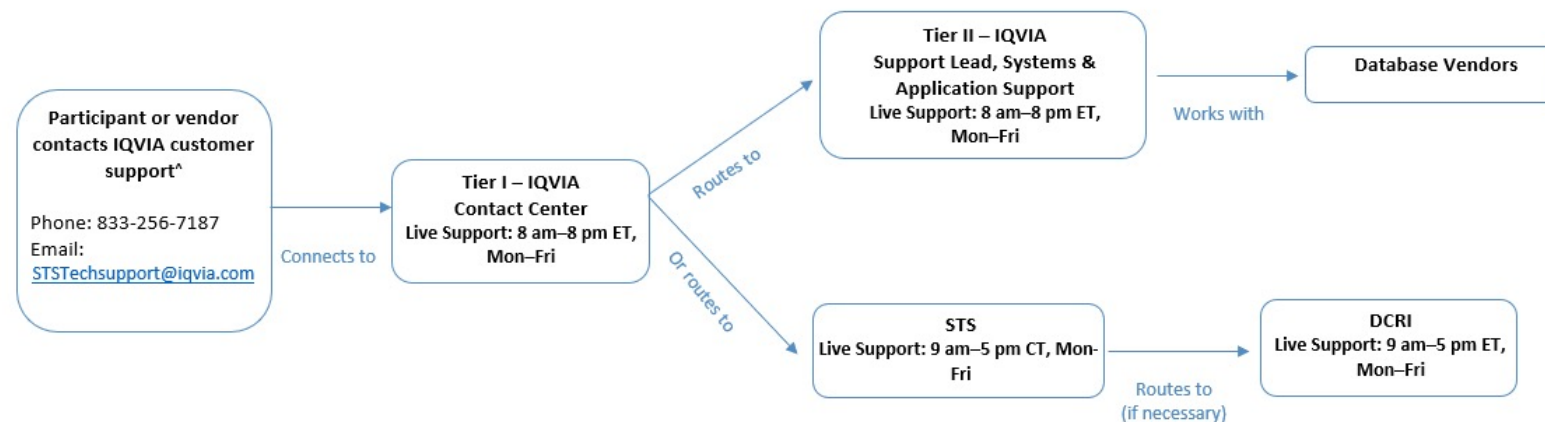 Participant or vendor
contacts IQVIA customer
support^
Phone: 833-256-7187
Email:
STSTechsupport@iqvia.com
Connects to
Tier I – IQVIA
Contact Center
Live Support: 8 am–8 pm ET,
Mon–Fri
Routes to
Tier II – IQVIA
Support Lead, Systems &
Application Support
Live Support: 8 am–8 pm ET,
Mon–Fri
Works with
Database Vendors
Or routes to
STS
Live Support: 9 am–5 pm CT, Mon-
Fri
Routes to
(if necessary)
DCRI
Live Support: 9 am–5 pm ET,
Mon–Fri